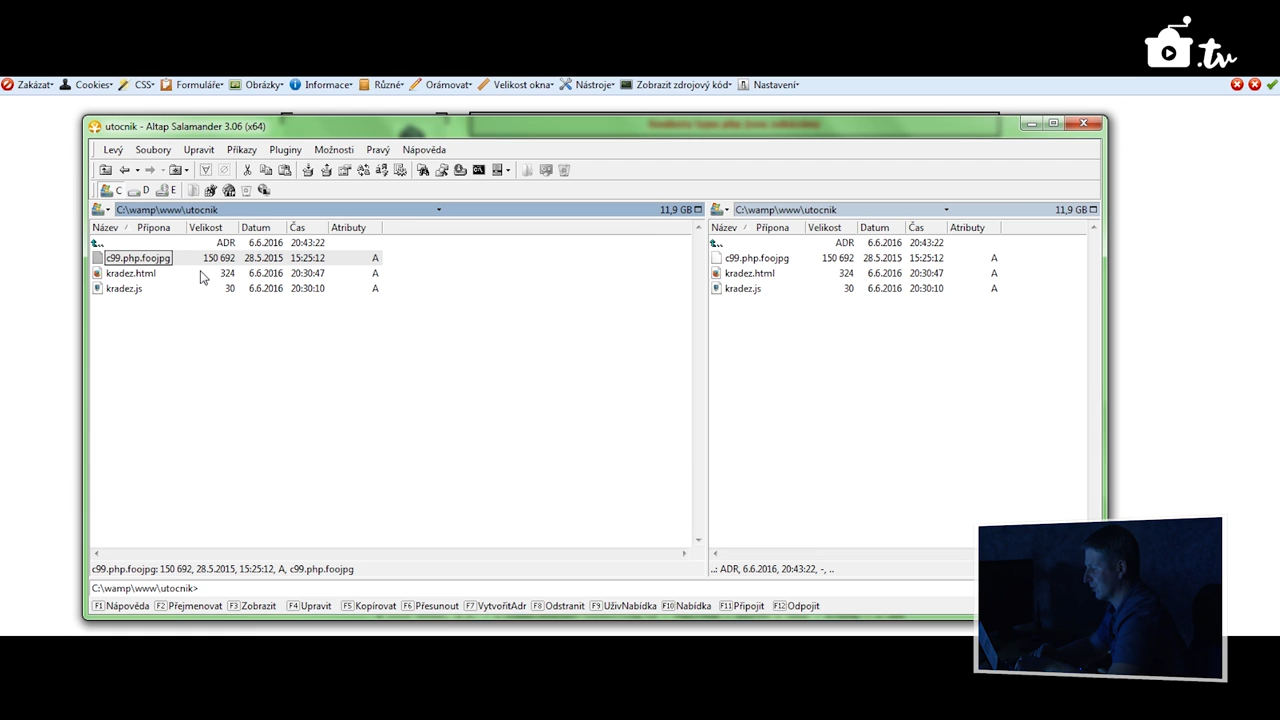 .tv
Zakázat Cookies CSS Formuláře Obrázky Informace Různé Orámovat Velikost okna Nástroje Zobrazit zdrojový kód Nastavení
utocnik - Altap Salamander 3.06 (x64)
Levý Soubory Upravit Příkazy Pluginy Možnosti Pravý Nápověda
C D E
C:\wamp\www\utocnik 11,9 GB C:\wamp\www\utocnik 11,9 GB
Název Přípona Velikost Datum Čas Atributy Název Přípona Velikost Datum Čas Atributy
.. ADR 6.6.2016 20:43:22 .. ADR 6.6.2016 20:43:22
c99.php.foojpg 150 692 28.5.2015 15:25:12 A c99.php.foojpg 150 692 28.5.2015 15:25:12 A
kradez.html 324 6.6.2016 20:30:47 A kradez.html 324 6.6.2016 20:30:47 A
kradez.js 30 6.6.2016 20:30:10 A kradez.js 30 6.6.2016 20:30:10 A
c99.php.foojpg: 150 692, 28.5.2015, 15:25:12, A, c99.php.foojpg ..: ADR, 6.6.2016, 20:43:22, -, ..
C:\wamp\www\utocnik>
F1 Nápověda F2 Přejmenovat F3 Zobrazit F4 Upravit F5 Kopírovat F6 Přesunout F7 VytvořitAdr F8 Odstranit F9 UživNabídka F10 Nabídka F11 Připojit F12 Odpojit